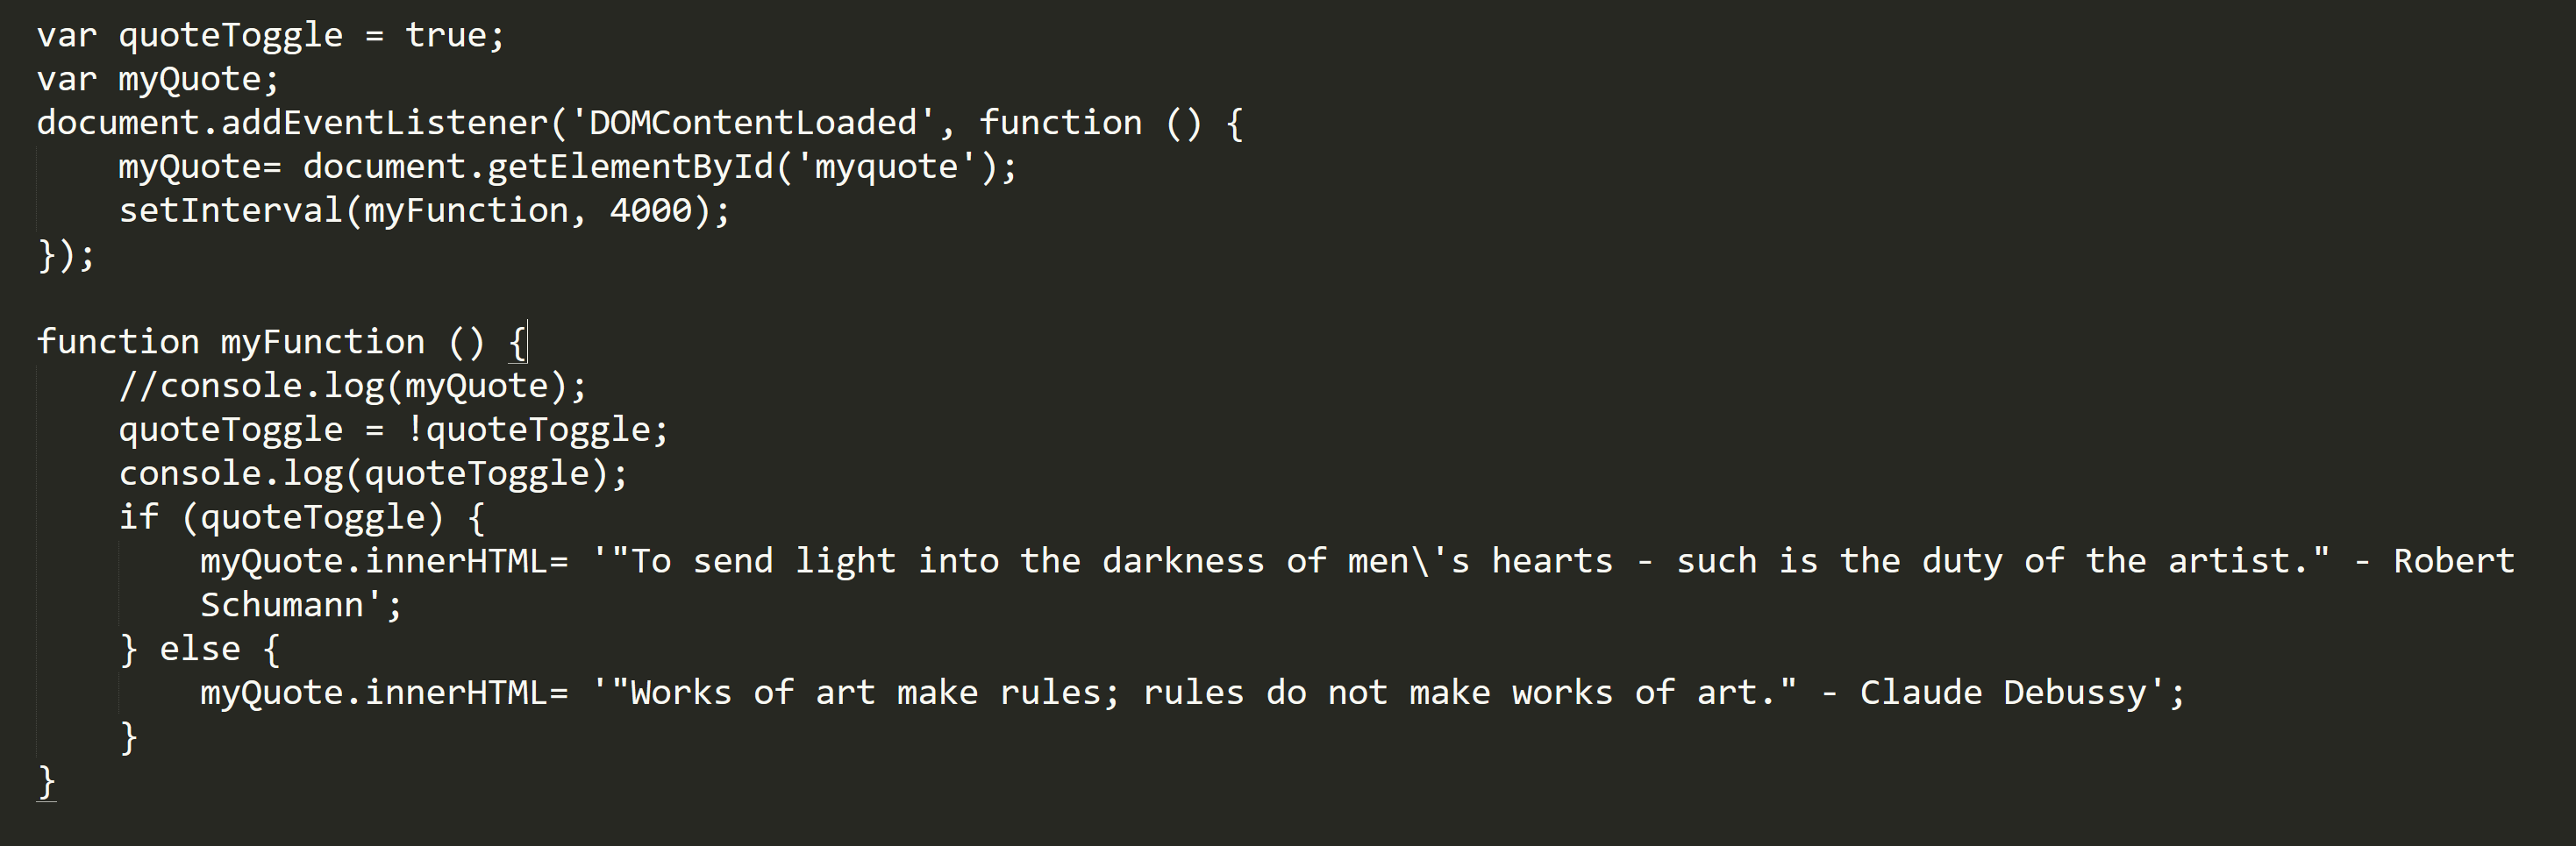 var quoteToggle = true;
var myQuote;
document.addEventListener('DOMContentLoaded', function () {
    myQuote= document.getElementById('myquote');
    setInterval(myFunction, 4000);
});

function myFunction () {
    //console.log(myQuote);
    quoteToggle = !quoteToggle;
    console.log(quoteToggle);
    if (quoteToggle) {
        myQuote.innerHTML= '"To send light into the darkness of men\'s hearts - such is the duty of the artist." - Robert
        Schumann';
    } else {
        myQuote.innerHTML= '"Works of art make rules; rules do not make works of art." - Claude Debussy';
    }
}